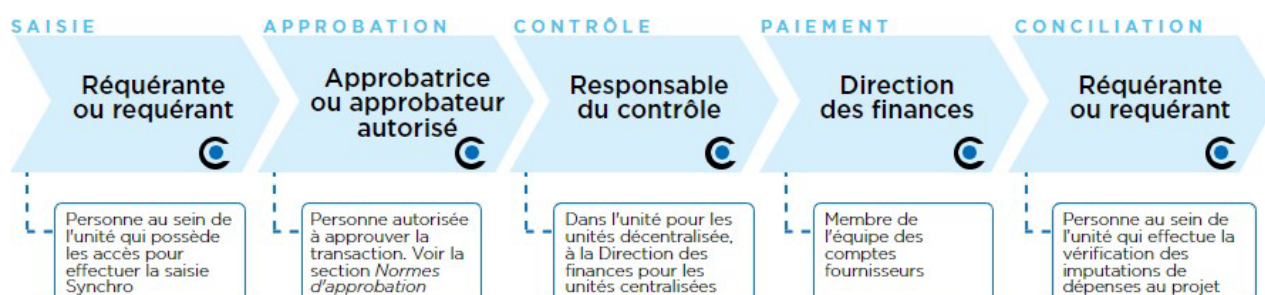 SAISIE
APPROBATION
CONTRÔLE
PAIEMENT
CONCILIATION
Réquérante
ou requérant
Approbatrice
ou approbateur
autorisé
Responsable
du contrôle
Direction
des finances
Réquérante
ou requérant
Personne au sein de
l'unité qui possède
les accès pour
effectuer la saisie
Synchro
Personne autorisée
à approuver la
transaction. Voir la
section Normes
d'approbation
Dans l'unité pour les
unités décentralisée,
à la Direction des
finances pour les
unités centralisées
Membre de
l'équipe des
comptes
fournisseurs
Personne au sein de
l'unité qui effectue la
vérification des
imputations de
dépenses au projet